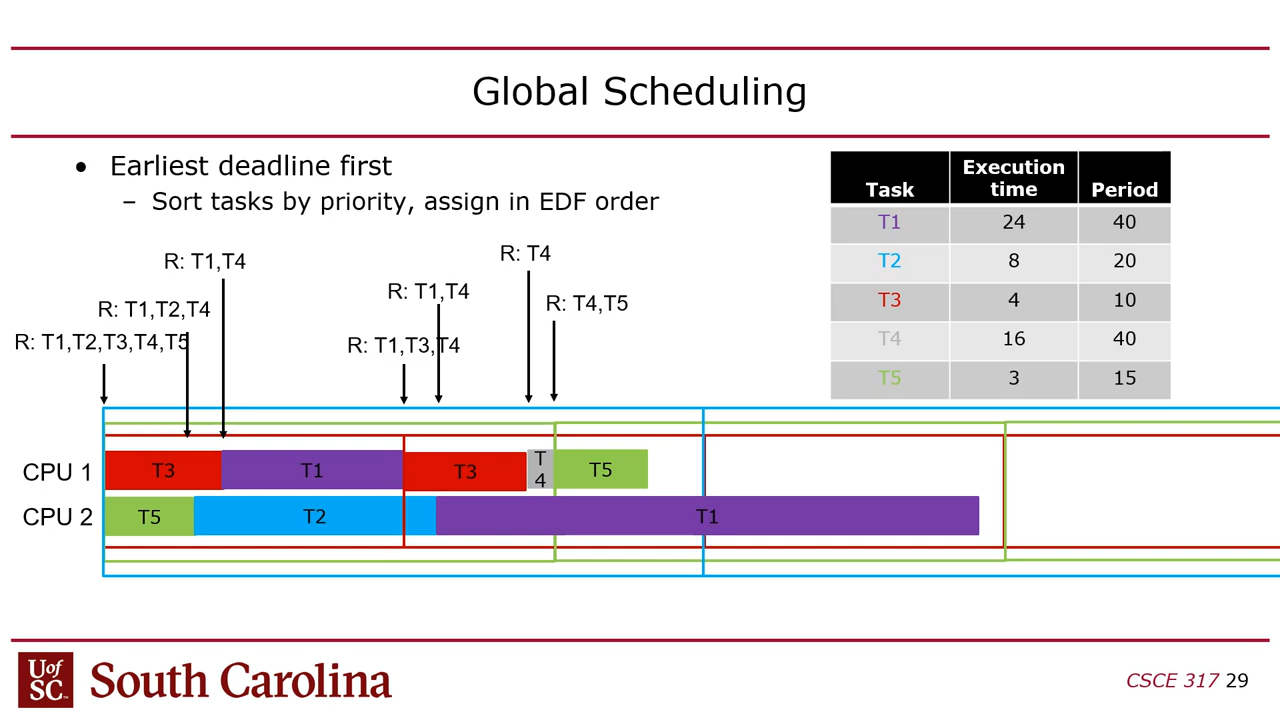 Global Scheduling
• Earliest deadline first
– Sort tasks by priority, assign in EDF order
Task Execution time Period
T1 24 40
T2 8 20
T3 4 10
T4 16 40
T5 3 15
R: T4
R: T1,T4
R: T1,T4
R: T4,T5
R: T1,T2,T4
R: T1,T2,T3,T4,T5
R: T1,T3,T4
CPU 1 T3 T1 T3 T4 T5
CPU 2 T5 T2 T1
UofSC South Carolina
CSCE 317 29